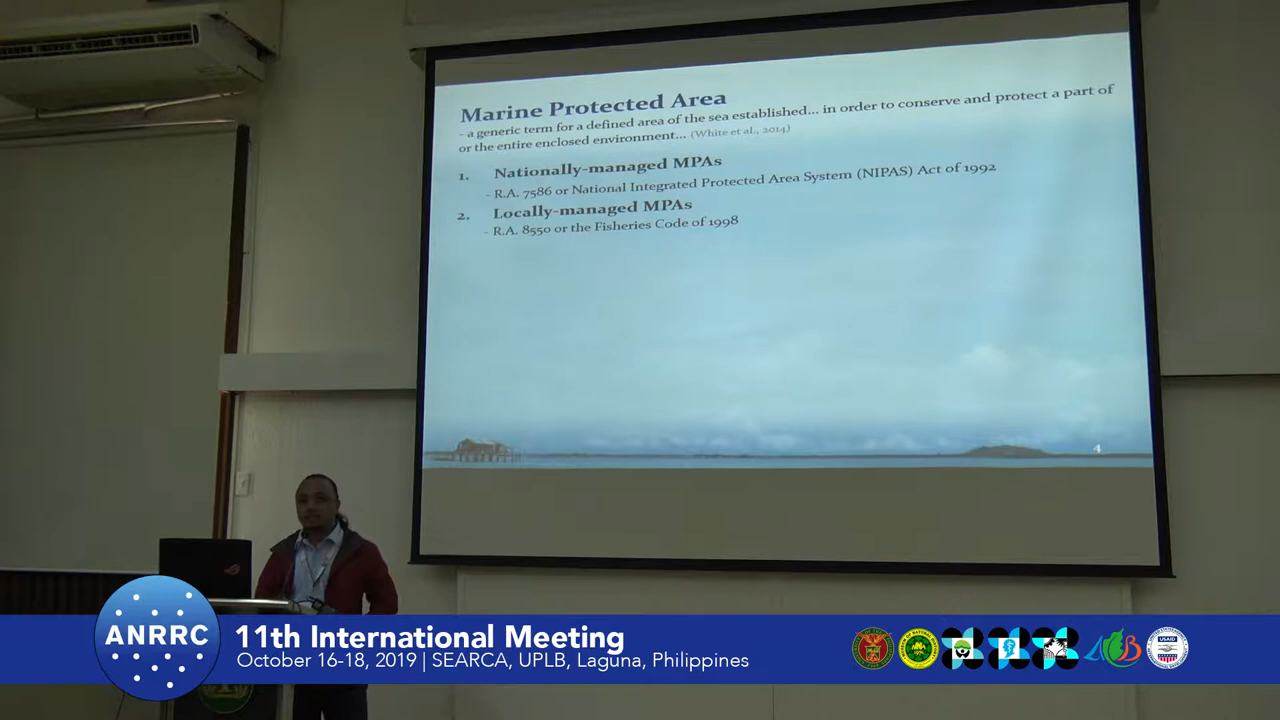 Marine Protected Area
- a generic term for a defined area of the sea established... in order to conserve and protect a part of
or the entire enclosed environment... (White et al., 2014)
1. Nationally-managed MPAs
- R.A. 7586 or National Integrated Protected Area System (NIPAS) Act of 1992
2. Locally-managed MPAs
- R.A. 8550 or the Fisheries Code of 1998
4
ANRRC
11th International Meeting
October 16-18, 2019 | SEARCA, UPLB, Laguna, Philippines
USAID